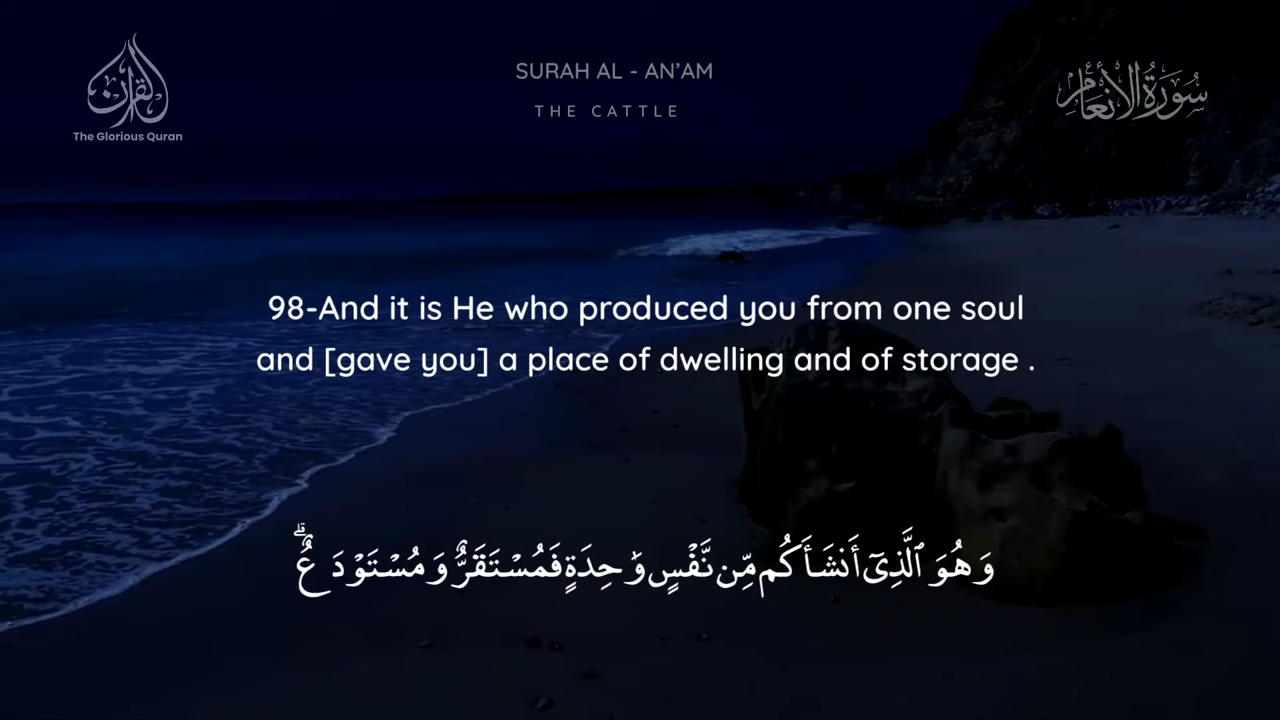 القرآن
The Glorious Quran
SURAH AL - AN’AM
THE CATTLE
سُورَةُ الأَنْعَامِ
98-And it is He who produced you from one soul
and [gave you] a place of dwelling and of storage .
وَهُوَ ٱلَّذِىٓ أَنشَأَكُم مِّن نَّفْسٍ وَٰحِدَةٍ فَمُسْتَقَرٌّ وَمُسْتَوْدَعٌ ۗ